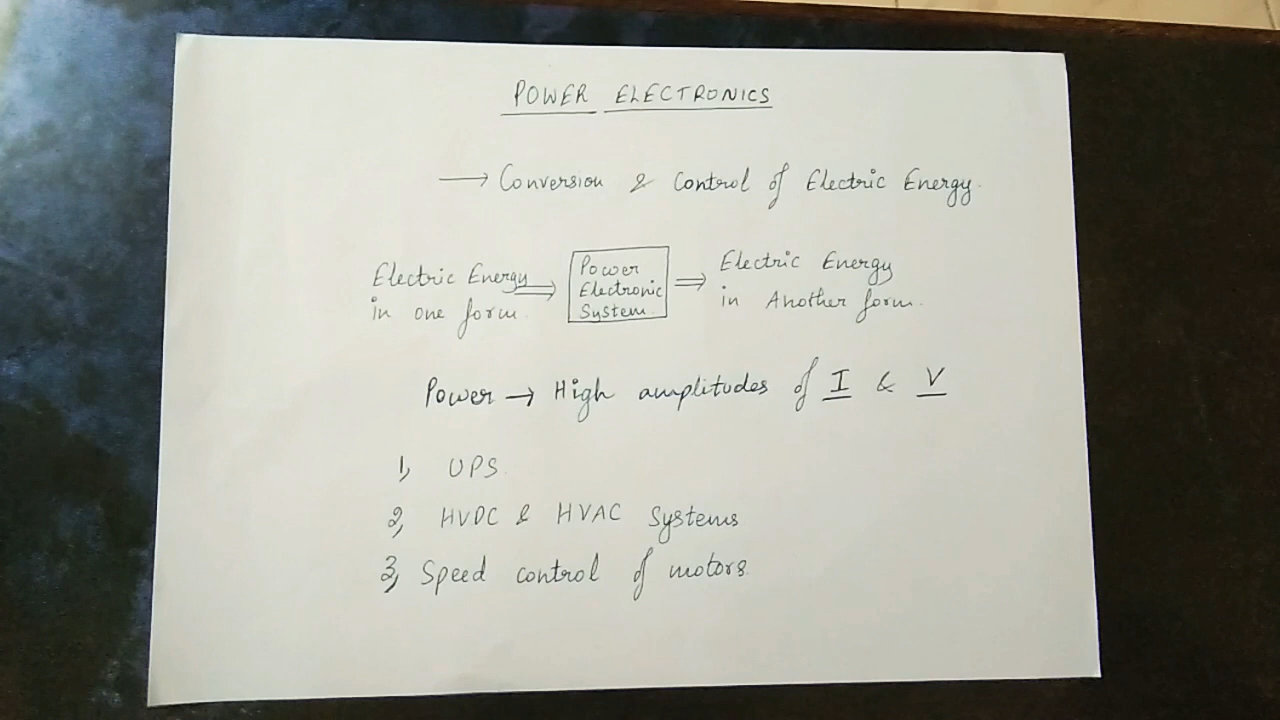 POWER ELECTRONICS
→ Conversion & Control of Electric Energy.
Electric Energy
in one form.
⇒
Power
Electronic
System.
⇒
Electric Energy
in Another form.
Power → High amplitudes of I & V
1, UPS.
2, HVDC & HVAC Systems
3, Speed control of motors.